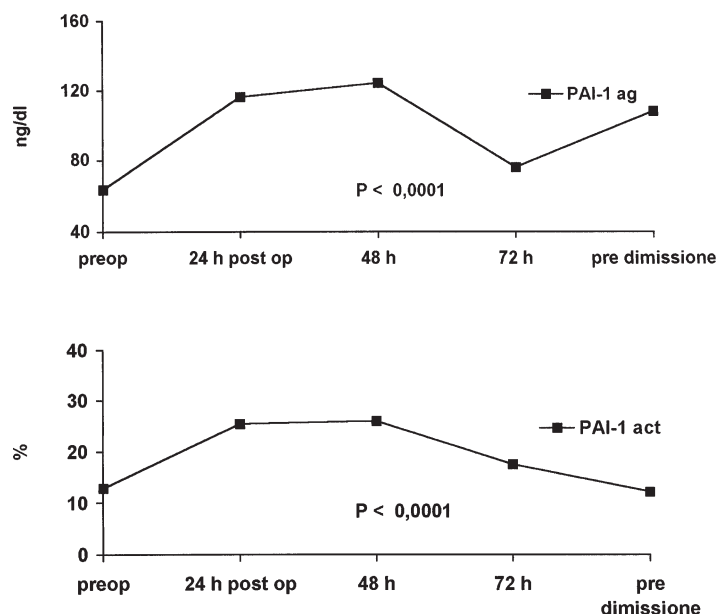 160
120
80
40
ng/dl
PAI-1 ag
P < 0,0001
preop 24 h post op 48 h 72 h pre dimissione
40
30
20
10
0
%
PAI-1 act
P < 0,0001
preop 24 h post op 48 h 72 h pre
dimissione